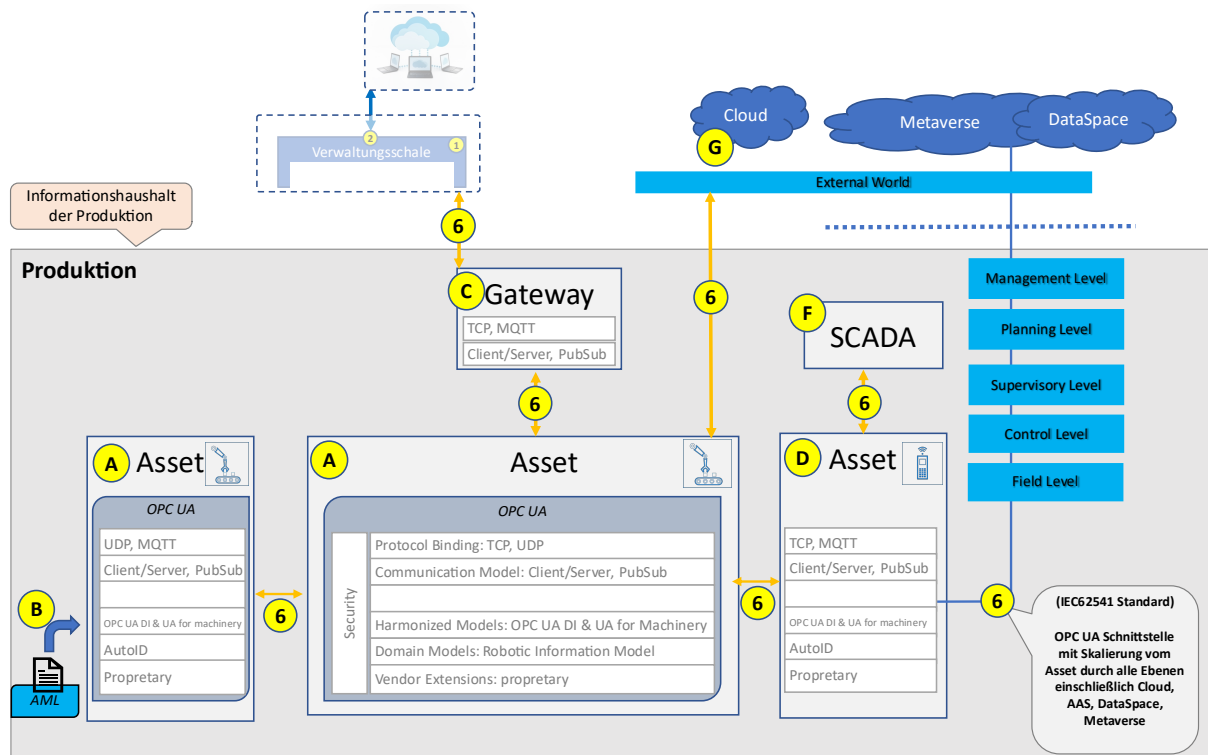 2
1
Verwaltungsschale
Cloud
G
Metaverse
DataSpace
External World
Informationshaushalt
der Produktion
6
Produktion
C
Gateway
TCP, MQTT
Client/Server, PubSub
6
6
F
SCADA
6
Management Level
Planning Level
Supervisory Level
Control Level
Field Level
A
Asset
OPC UA
UDP, MQTT
Client/Server, PubSub
OPC UA DI & UA for machinery
AutoID
Propretary
B
AML
6
A
Asset
OPC UA
Security
Protocol Binding: TCP, UDP
Communication Model: Client/Server, PubSub
Harmonized Models: OPC UA DI & UA for Machinery
Domain Models: Robotic Information Model
Vendor Extensions: propretary
6
D
Asset
TCP, MQTT
Client/Server, PubSub
OPC UA DI & UA for machinery
AutoID
Propretary
6
(IEC62541 Standard)
OPC UA Schnittstelle
mit Skalierung vom
Asset durch alle Ebenen
einschließlich Cloud,
AAS, DataSpace,
Metaverse